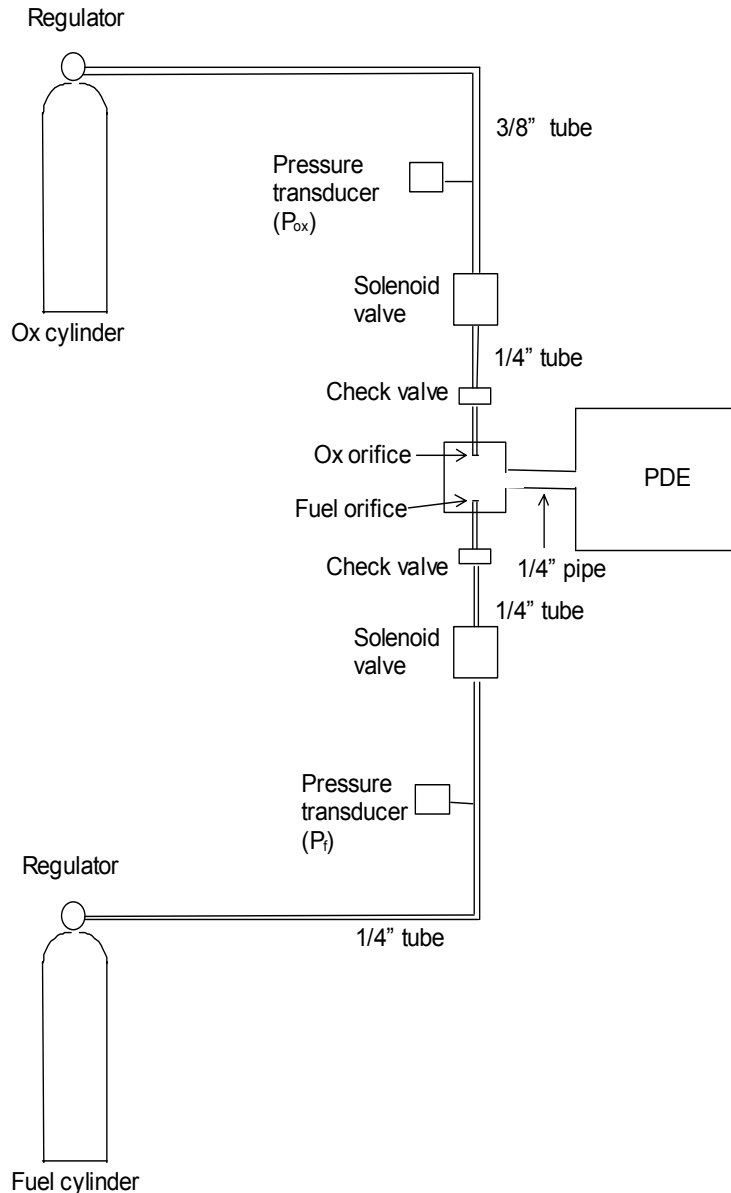 Regulator
3/8” tube
Pressure
transducer
(Pox)
Solenoid
valve
Ox cylinder
1/4” tube
Check valve
Ox orifice
PDE
Fuel orifice
Check valve
1/4” pipe
1/4” tube
Solenoid
valve
Pressure
transducer
(Pf)
Regulator
1/4” tube
Fuel cylinder